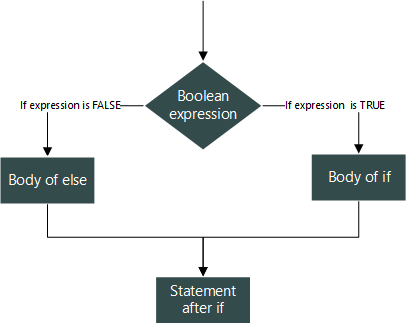 Boolean
expression
If expression is FALSE
If expression  is TRUE
Body of else
Body of if
Statement
after if